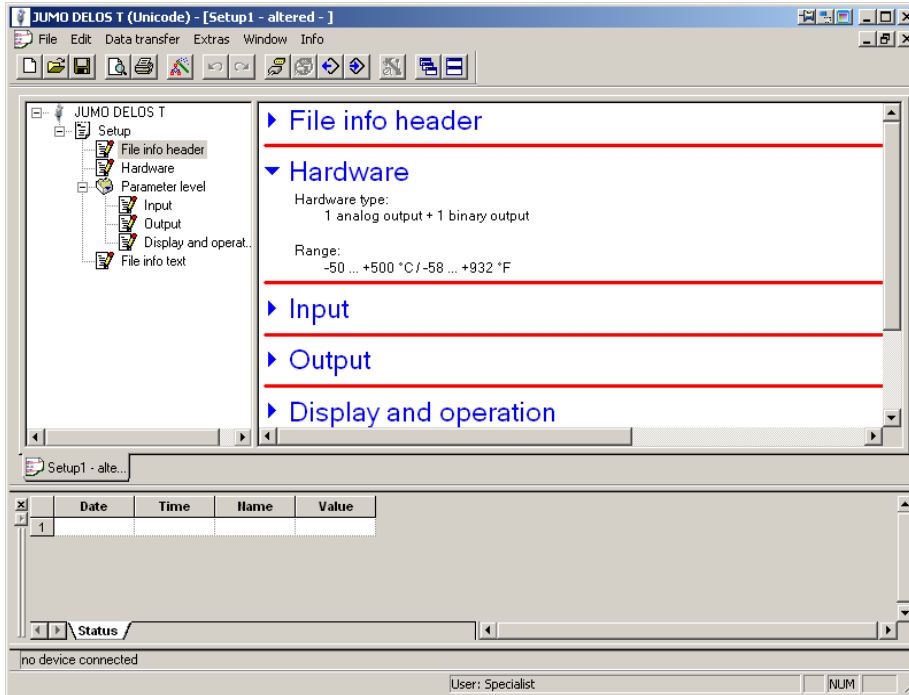 JUMO DELOS T (Unicode) - [Setup1 - altered - ]
File Edit Data transfer Extras Window Info
JUMO DELOS T
Setup
File info header
Hardware
Parameter level
Input
Output
Display and operat..
File info text
File info header
Hardware
Hardware type:
1 analog output + 1 binary output
Range:
-50 ... +500 °C / -58 ... +932 °F
Input
Output
Display and operation
Setup1 - alte...
Date Time Name Value
1
Status
no device connected
User: Specialist NUM